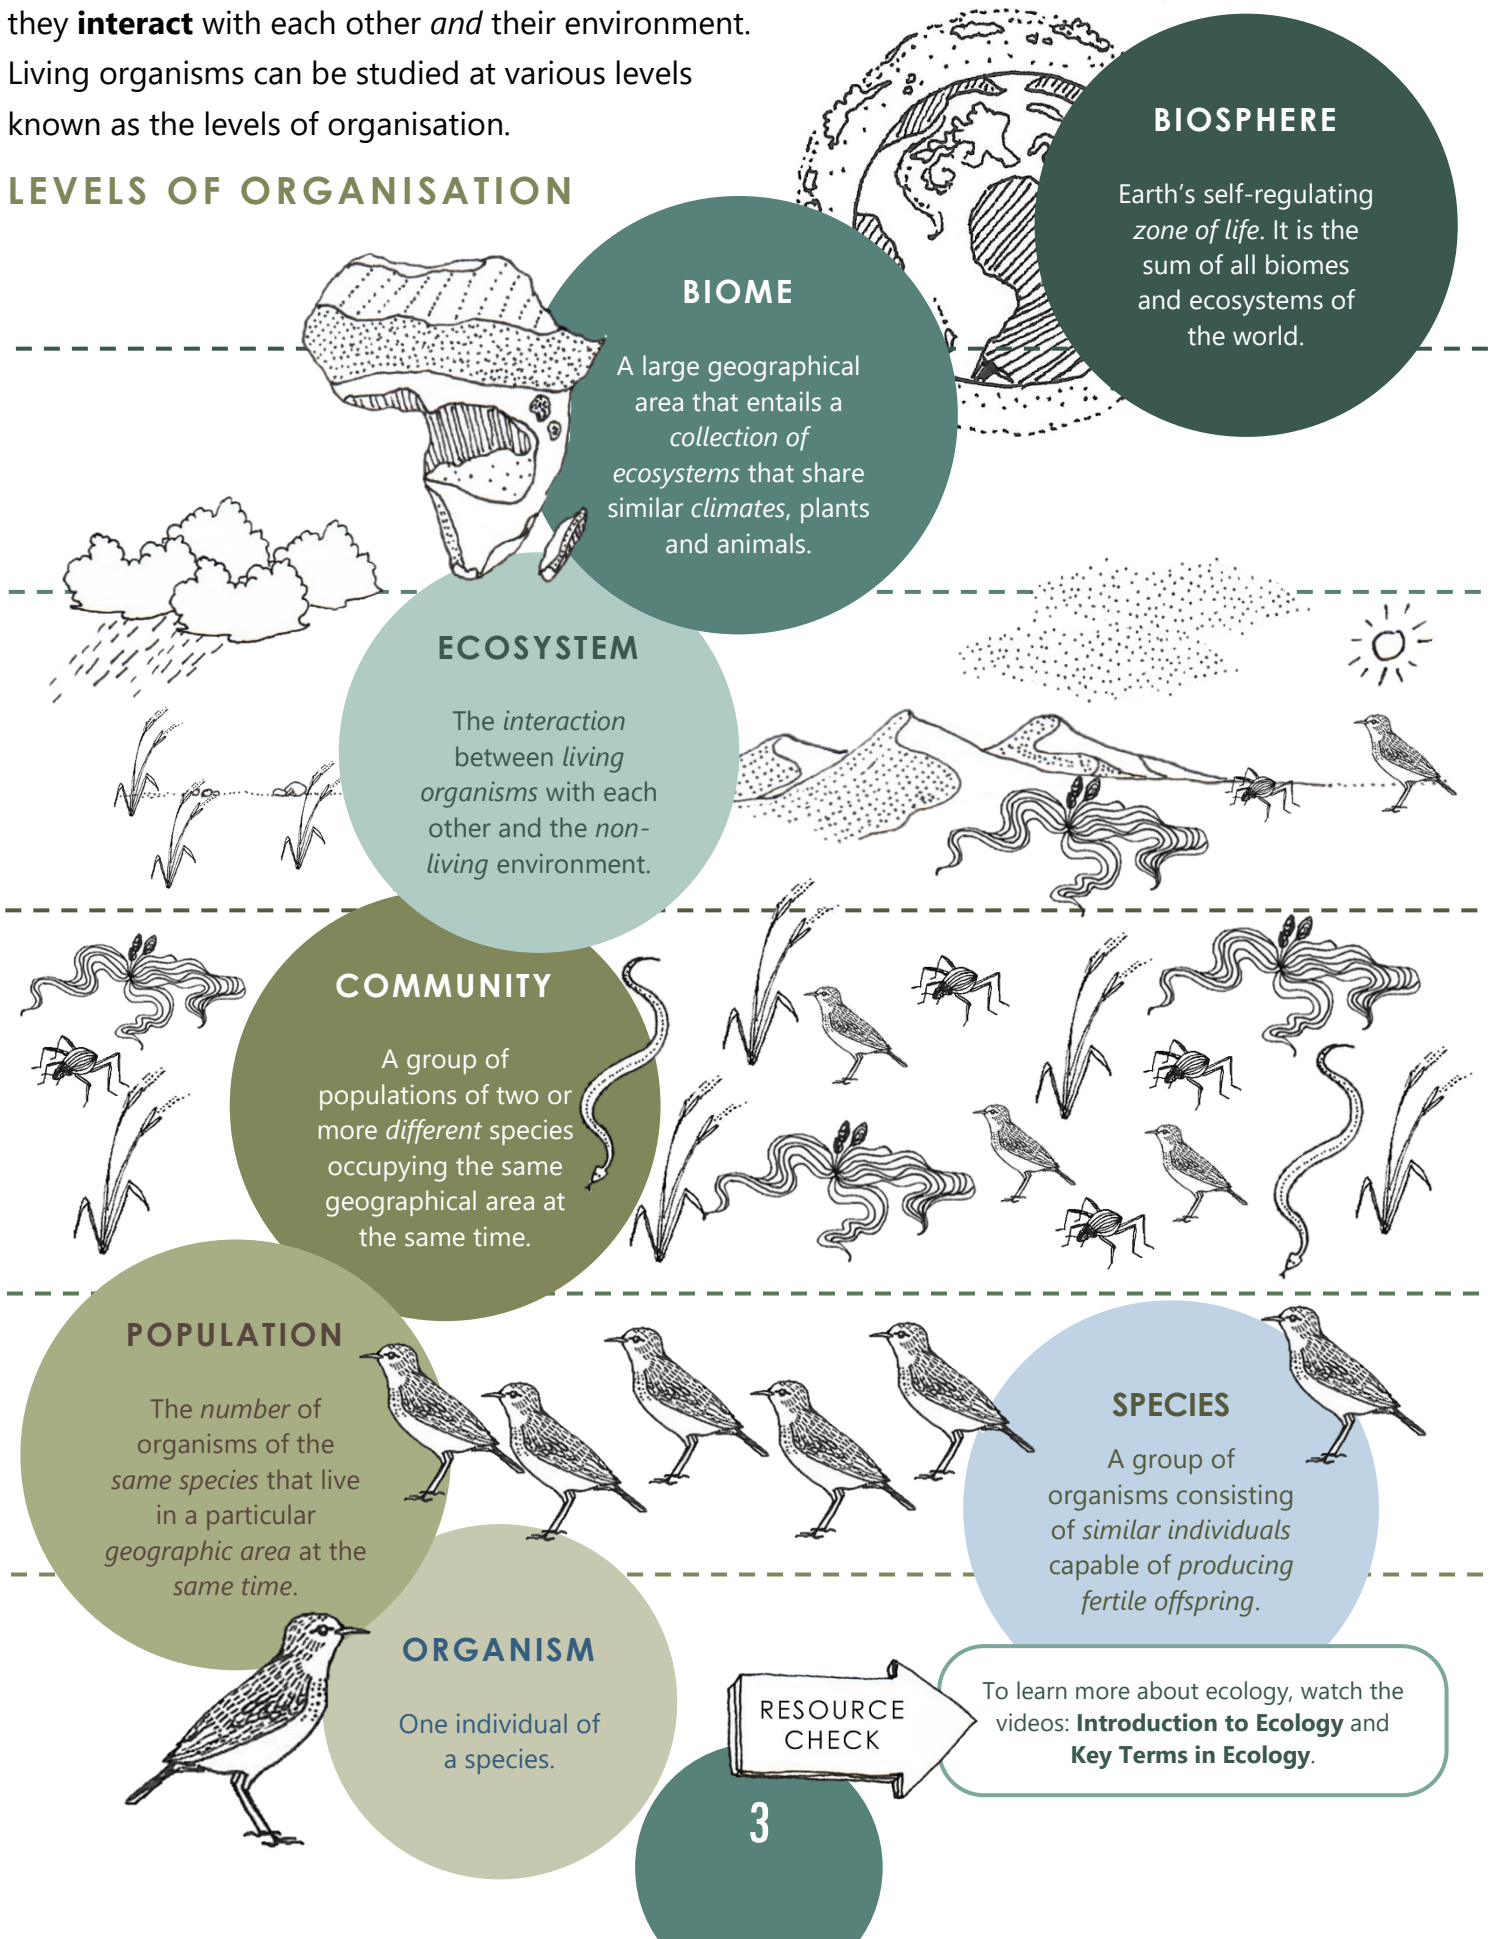 they interact with each other and their environment.
Living organisms can be studied at various levels
known as the levels of organisation.
LEVELS OF ORGANISATION
BIOSPHERE
Earth's self-regulating
zone of life. It is the
sum of all biomes
and ecosystems of
the world.
BIOME
A large geographical
area that entails a
collection of
ecosystems that share
similar climates, plants
and animals.
ECOSYSTEM
The interaction
between living
organisms with each
other and the non-
living environment.
COMMUNITY
A group of
populations of two or
more different species
occupying the same
geographical area at
the same time.
POPULATION
The number of
organisms of the
same species that live
in a particular
geographic area at the
same time.
SPECIES
A group of
organisms consisting
of similar individuals
capable of producing
fertile offspring.
ORGANISM
One individual of
a species.
RESOURCE
CHECK
To learn more about ecology, watch the
videos: Introduction to Ecology and
Key Terms in Ecology.
3